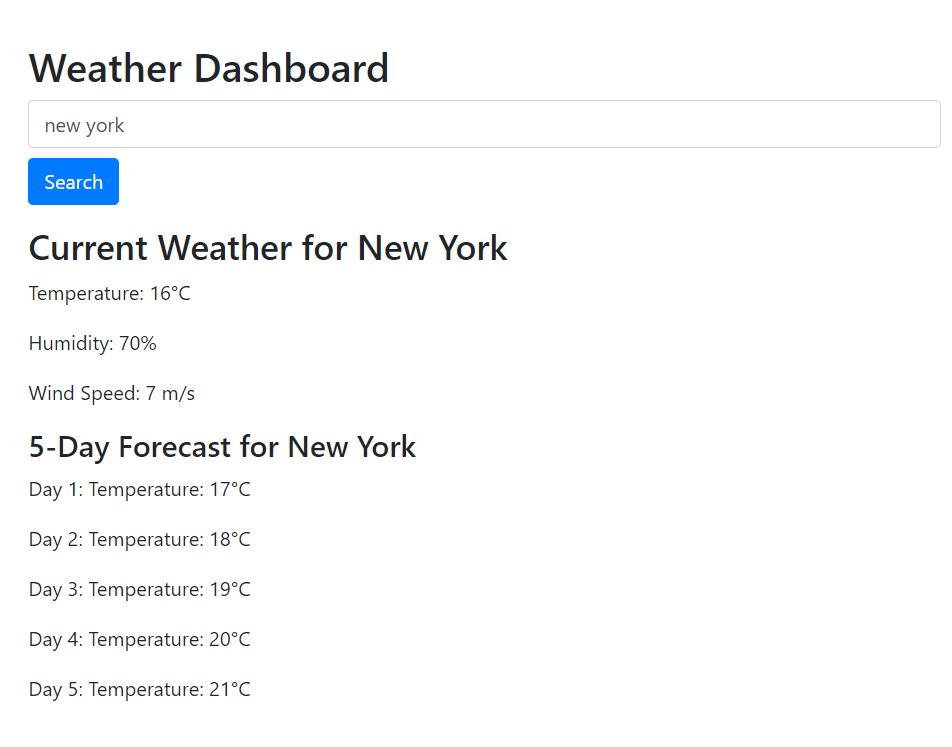 Weather Dashboard
new york
Search
Current Weather for New York
Temperature: 16°C
Humidity: 70%
Wind Speed: 7 m/s
5-Day Forecast for New York
Day 1: Temperature: 17°C
Day 2: Temperature: 18°C
Day 3: Temperature: 19°C
Day 4: Temperature: 20°C
Day 5: Temperature: 21°C